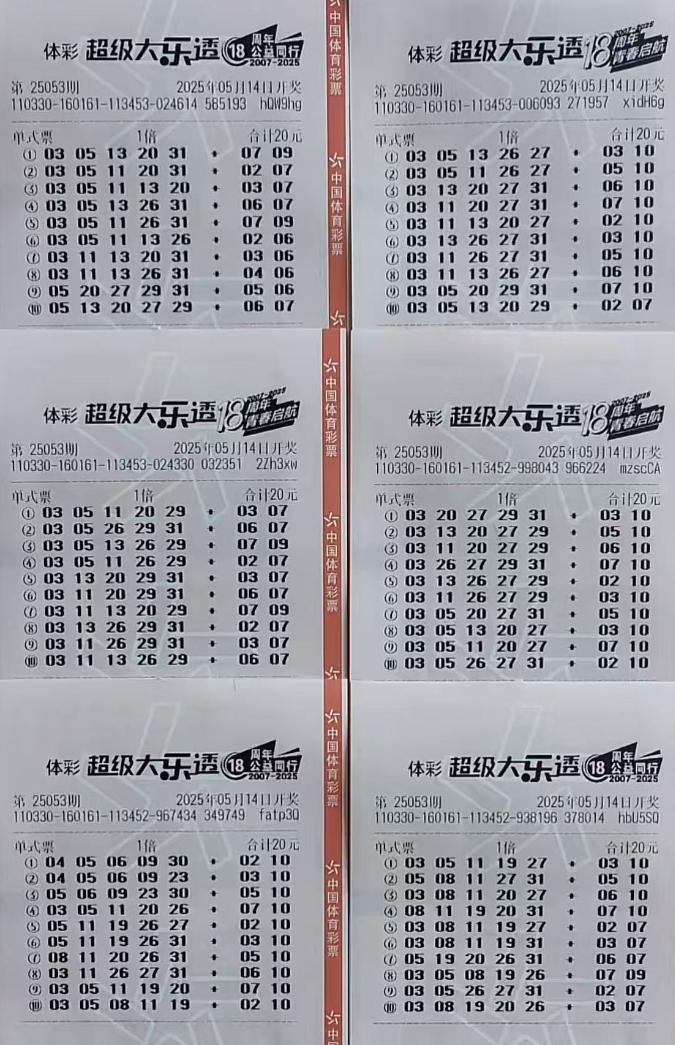 体彩 超级大乐透 18 周年 公益同行 2007-2025
第 25053期 2025年05月14日开奖
110330-160161-113453-024614 585193 hQW9hg
单式票 1倍 合计20元
① 03 05 13 20 31 + 07 09
② 03 05 11 20 31 + 02 07
③ 03 05 11 13 20 + 03 07
④ 03 05 13 26 31 + 06 07
⑤ 03 05 11 26 31 + 07 09
⑥ 03 05 11 13 26 + 02 06
⑦ 03 11 13 20 31 + 03 06
⑧ 03 11 13 26 31 + 04 06
⑨ 05 20 27 29 31 + 05 06
⑩ 05 13 20 27 29 + 06 07
中国体育彩票
中国体育彩票
体彩 超级大乐透 18 2007-2025 周年 青春启航
第 25053期 2025年05月14日开奖
110330-160161-113453-006093 271957 xidH6g
单式票 1倍 合计20元
① 03 05 13 26 27 + 03 10
② 03 05 11 26 27 + 05 10
③ 03 13 20 27 31 + 06 10
④ 03 11 20 27 31 + 07 10
⑤ 03 11 13 20 27 + 02 10
⑥ 03 13 26 27 31 + 03 10
⑦ 03 11 26 27 31 + 05 10
⑧ 03 11 13 26 27 + 06 10
⑨ 03 05 20 29 31 + 07 10
⑩ 03 05 13 20 29 + 02 07
体彩 超级大乐透 18 2007-2025 周年 青春启航
第 25053期 2025年05月14日开奖
110330-160161-113453-024330 032351 2Zh3xw
单式票 1倍 合计20元
① 03 05 11 20 29 + 03 07
② 03 05 26 29 31 + 06 07
③ 03 05 13 26 29 + 07 09
④ 03 05 11 26 29 + 02 07
⑤ 03 13 20 29 31 + 03 07
⑥ 03 11 20 29 31 + 06 07
⑦ 03 11 13 20 29 + 07 09
⑧ 03 13 26 29 31 + 02 07
⑨ 03 11 26 29 31 + 03 07
⑩ 03 11 13 26 29 + 06 07
中国体育彩票
中国体育彩票
体彩 超级大乐透 18 2007-2025 周年 青春启航
第 25053期 2025年05月14日开奖
110330-160161-113452-998043 966224 mzscCA
单式票 1倍 合计20元
① 03 20 27 29 31 + 03 10
② 03 13 20 27 29 + 05 10
③ 03 11 20 27 29 + 06 10
④ 03 26 27 29 31 + 07 10
⑤ 03 13 26 27 29 + 02 10
⑥ 03 11 26 27 29 + 03 10
⑦ 03 05 20 27 31 + 05 10
⑧ 03 05 13 20 27 + 03 10
⑨ 03 05 11 20 27 + 07 10
⑩ 03 05 26 27 31 + 02 10
体彩 超级大乐透 18 周年 公益同行 2007-2025
第 25053期 2025年05月14日开奖
110330-160161-113452-967434 349749 fatp3Q
单式票 1倍 合计20元
① 04 05 06 09 30 + 02 10
② 04 05 06 09 23 + 03 10
③ 05 06 09 23 30 + 05 10
④ 03 05 11 20 26 + 07 10
⑤ 05 11 19 26 27 + 02 10
⑥ 05 11 19 26 31 + 03 10
⑦ 08 11 20 26 31 + 05 10
⑧ 03 11 26 27 31 + 06 10
⑨ 03 05 11 19 20 + 07 10
⑩ 03 05 08 11 19 + 02 10
中国体育彩票
中国体育彩票
中国
体彩 超级大乐透 18 周年 公益同行 2007-2025
第 25053期 2025年05月14日开奖
110330-160161-113452-938196 378014 hbU5SQ
单式票 1倍 合计20元
① 03 05 11 19 27 + 03 10
② 05 08 11 27 31 + 05 10
③ 03 08 11 20 27 + 06 10
④ 08 11 19 20 31 + 07 10
⑤ 03 08 11 19 27 + 02 07
⑥ 03 08 11 19 31 + 03 07
⑦ 05 19 20 26 31 + 06 07
⑧ 03 05 08 19 26 + 07 09
⑨ 03 05 26 27 31 + 02 07
⑩ 03 08 19 20 26 + 03 07